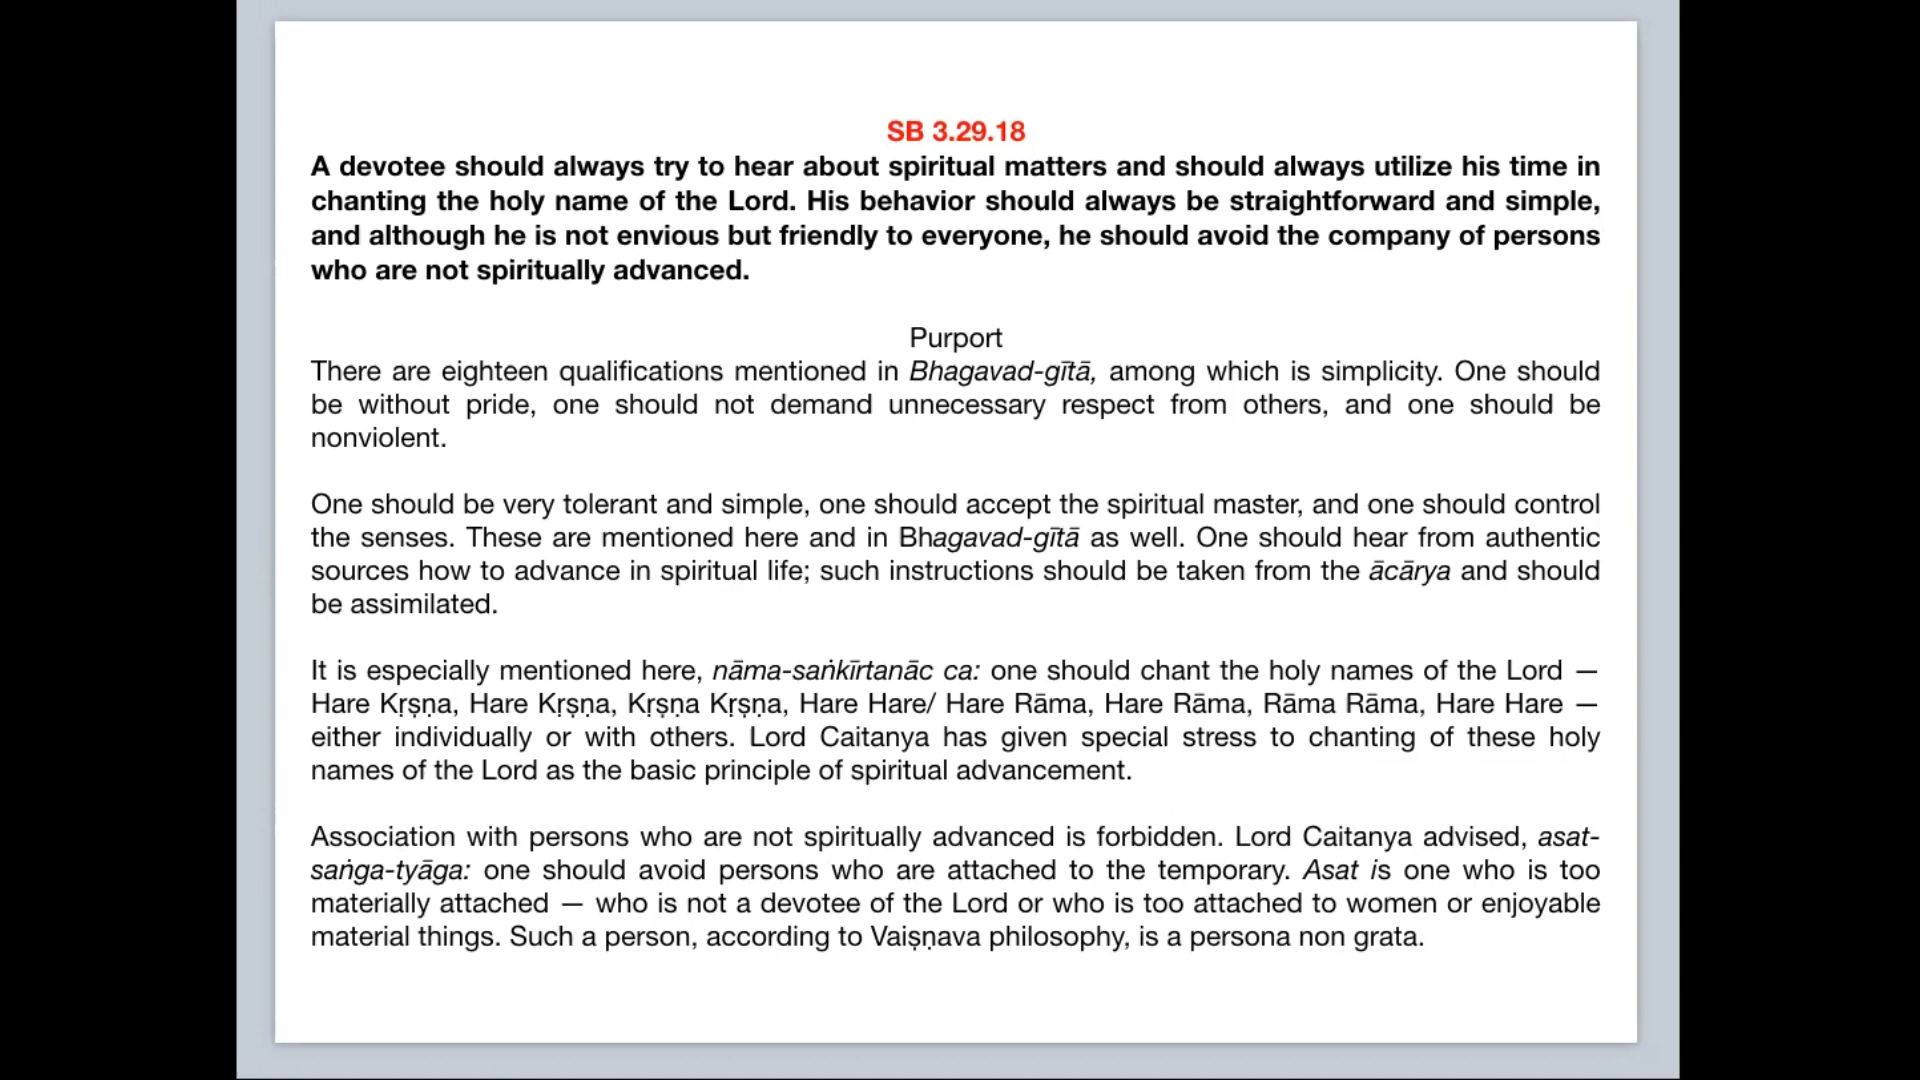 SB 3.29.18
A devotee should always try to hear about spiritual matters and should always utilize his time in
chanting the holy name of the Lord. His behavior should always be straightforward and simple,
and although he is not envious but friendly to everyone, he should avoid the company of persons
who are not spiritually advanced.
Purport
There are eighteen qualifications mentioned in Bhagavad-gītā, among which is simplicity. One should
be without pride, one should not demand unnecessary respect from others, and one should be
nonviolent.
One should be very tolerant and simple, one should accept the spiritual master, and one should control
the senses. These are mentioned here and in Bhagavad-gītā as well. One should hear from authentic
sources how to advance in spiritual life; such instructions should be taken from the ācārya and should
be assimilated.
It is especially mentioned here, nāma-saṅkīrtanāc ca: one should chant the holy names of the Lord —
Hare Kṛṣṇa, Hare Kṛṣṇa, Kṛṣṇa Kṛṣṇa, Hare Hare/ Hare Rāma, Hare Rāma, Rāma Rāma, Hare Hare —
either individually or with others. Lord Caitanya has given special stress to chanting of these holy
names of the Lord as the basic principle of spiritual advancement.
Association with persons who are not spiritually advanced is forbidden. Lord Caitanya advised, asat-
saṅga-tyāga: one should avoid persons who are attached to the temporary. Asat is one who is too
materially attached — who is not a devotee of the Lord or who is too attached to women or enjoyable
material things. Such a person, according to Vaiṣṇava philosophy, is a persona non grata.